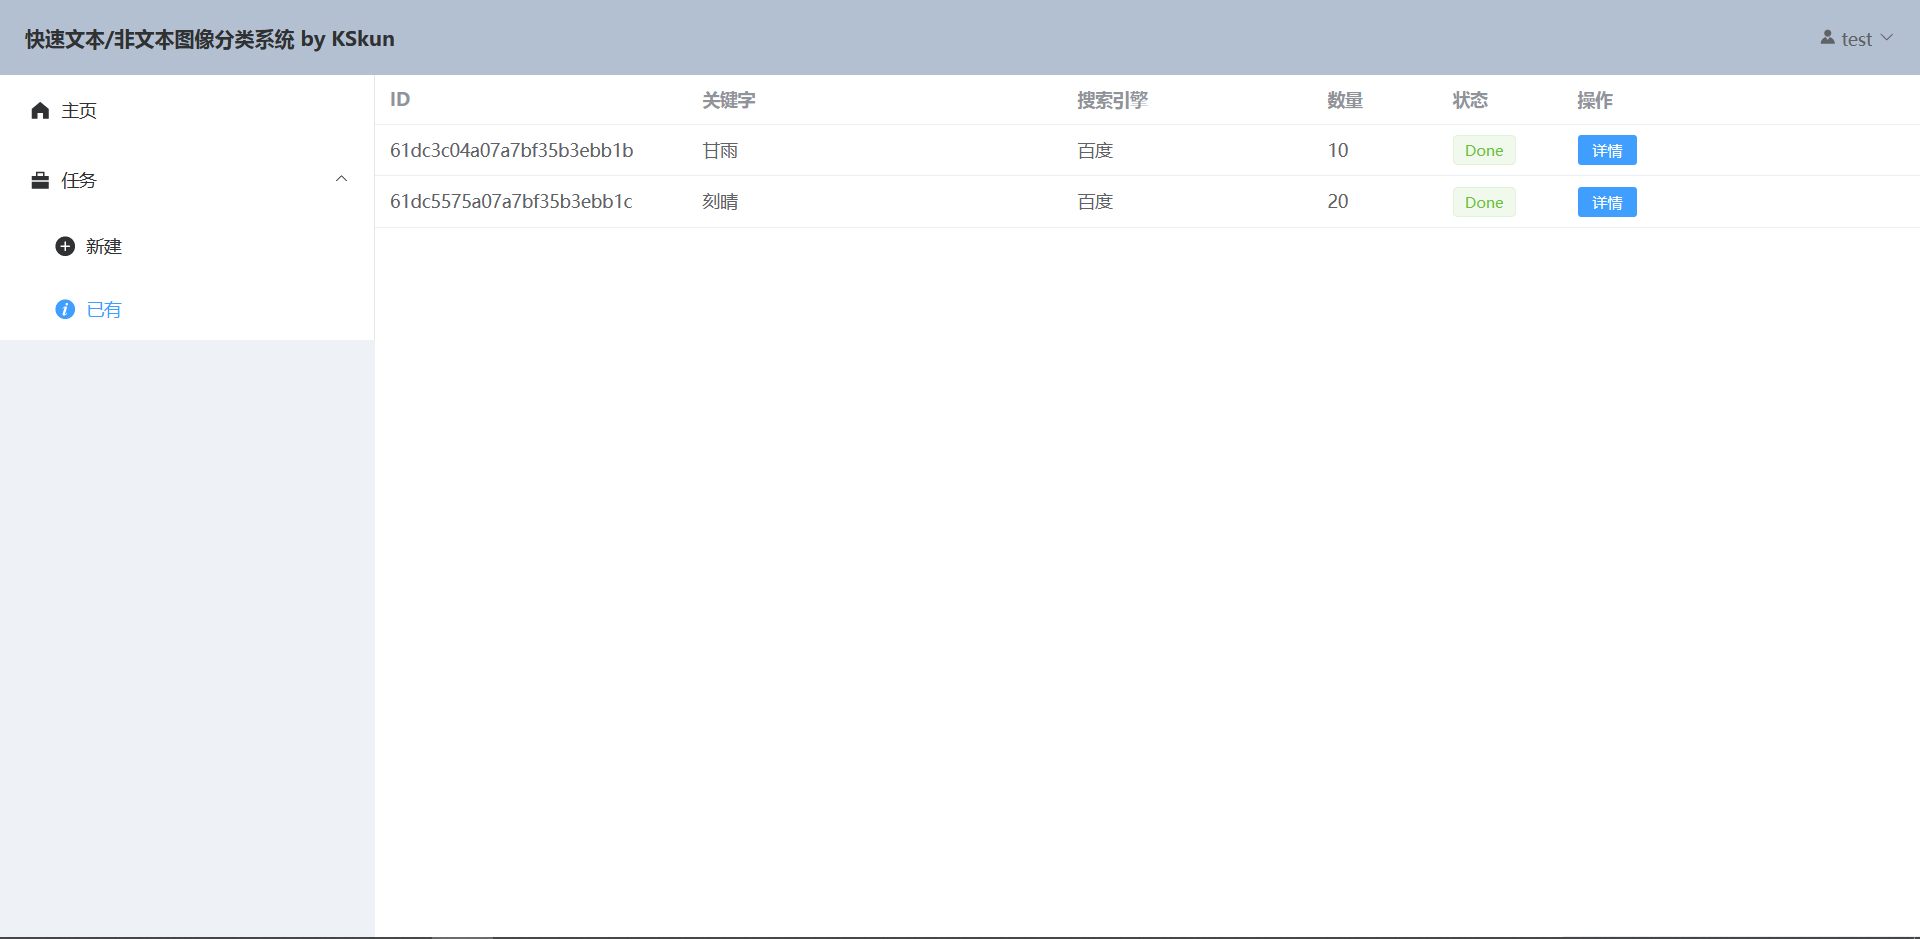 快速文本/非文本图像分类系统 by KSkun
test
主页
任务
新建
已有
ID 关键字 搜索引擎 数量 状态 操作
61dc3c04a07a7bf35b3ebb1b 甘雨 百度 10 Done 详情
61dc5575a07a7bf35b3ebb1c 刻晴 百度 20 Done 详情